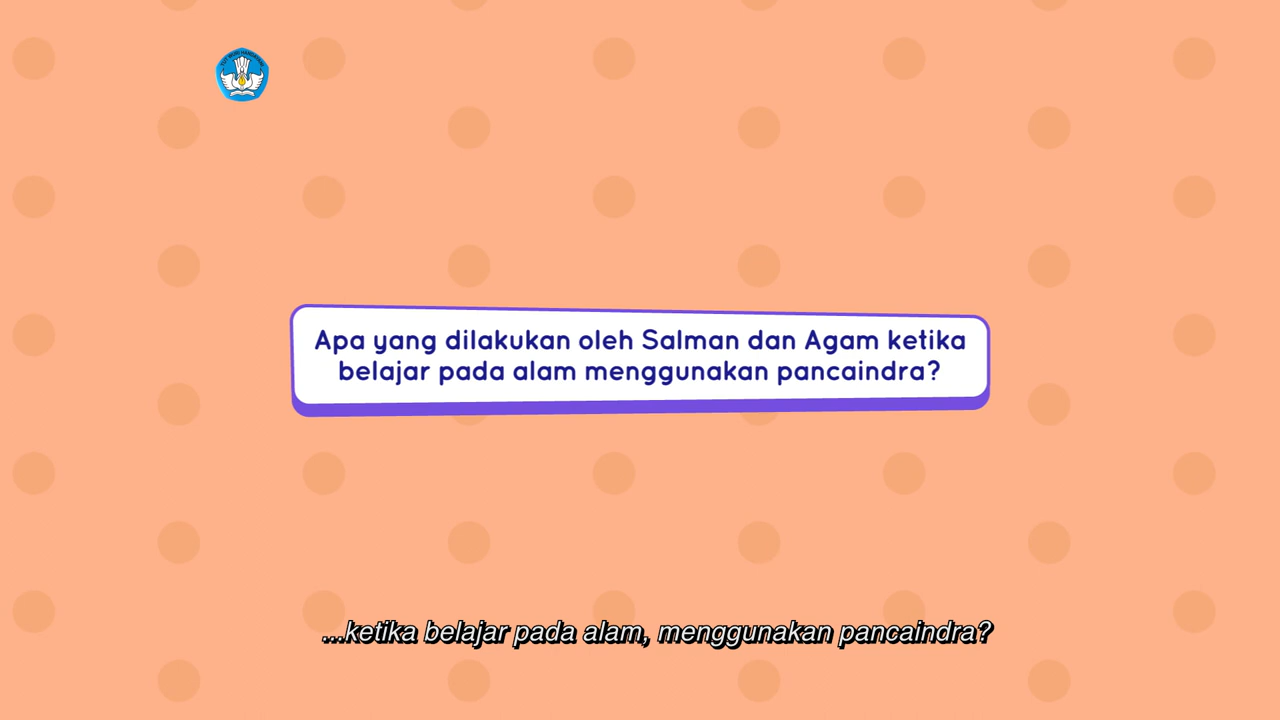 Apa yang dilakukan oleh Salman dan Agam ketika
belajar pada alam menggunakan pancaindra?
...ketika belajar pada alam, menggunakan pancaindra?